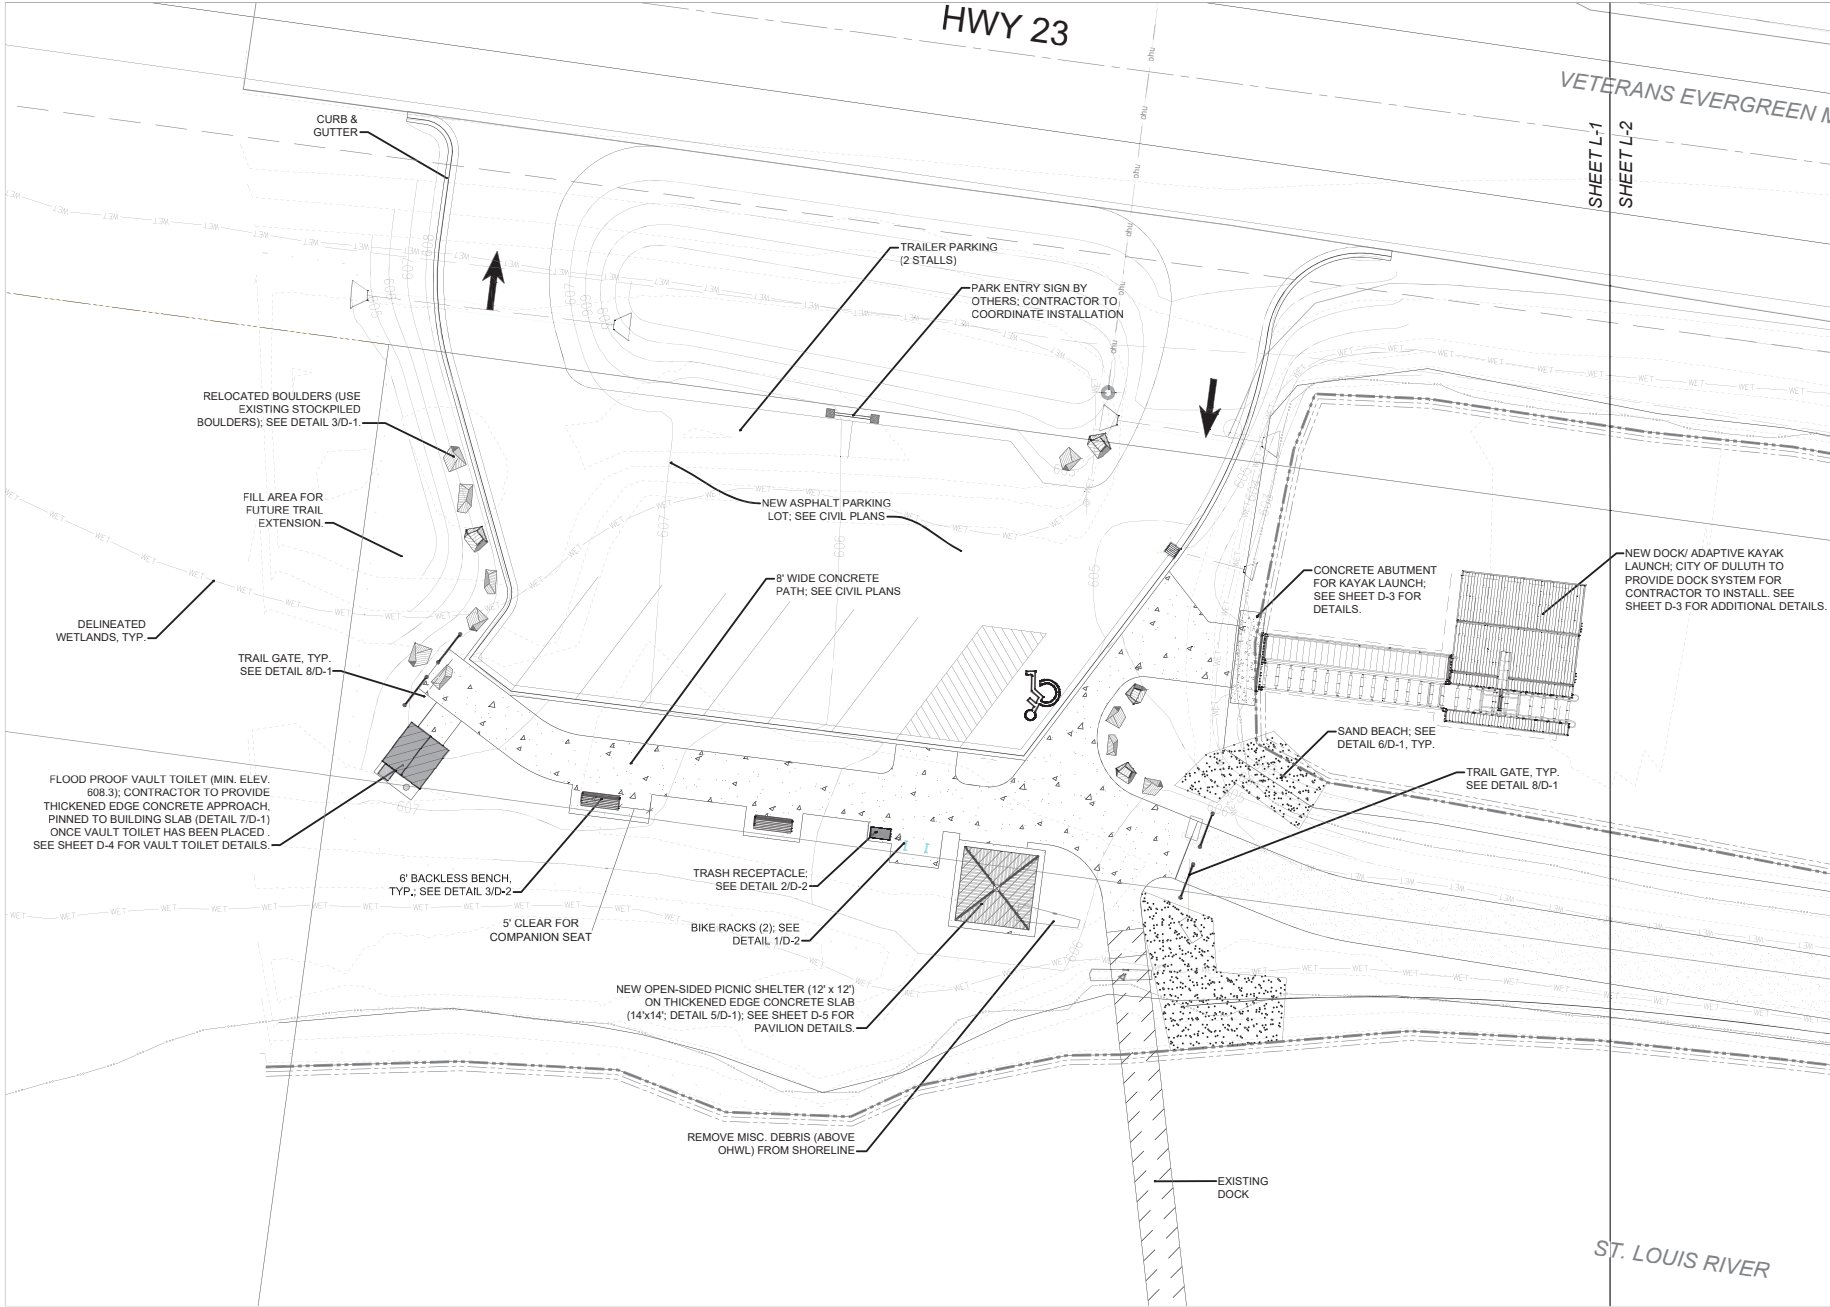 HWY 23
VETERANS EVERGREEN M
SHEET L-1
SHEET L-2
CURB &
GUTTER
TRAILER PARKING
(2 STALLS)
PARK ENTRY SIGN BY
OTHERS; CONTRACTOR TO
COORDINATE INSTALLATION
RELOCATED BOULDERS (USE
EXISTING STOCKPILED
BOULDERS); SEE DETAIL 3/D-1.
FILL AREA FOR
FUTURE TRAIL
EXTENSION.
NEW ASPHALT PARKING
LOT; SEE CIVIL PLANS
8' WIDE CONCRETE
PATH; SEE CIVIL PLANS
CONCRETE ABUTMENT
FOR KAYAK LAUNCH;
SEE SHEET D-3 FOR
DETAILS.
NEW DOCK/ ADAPTIVE KAYAK
LAUNCH; CITY OF DULUTH TO
PROVIDE DOCK SYSTEM FOR
CONTRACTOR TO INSTALL. SEE
SHEET D-3 FOR ADDITIONAL DETAILS.
DELINEATED
WETLANDS, TYP.
TRAIL GATE, TYP.
SEE DETAIL 8/D-1
SAND BEACH; SEE
DETAIL 6/D-1, TYP.
TRAIL GATE, TYP.
SEE DETAIL 8/D-1
FLOOD PROOF VAULT TOILET (MIN. ELEV.
608.3); CONTRACTOR TO PROVIDE
THICKENED EDGE CONCRETE APPROACH,
PINNED TO BUILDING SLAB (DETAIL 7/D-1)
ONCE VAULT TOILET HAS BEEN PLACED .
SEE SHEET D-4 FOR VAULT TOILET DETAILS.
6' BACKLESS BENCH,
TYP.; SEE DETAIL 3/D-2
5' CLEAR FOR
COMPANION SEAT
TRASH RECEPTACLE;
SEE DETAIL 2/D-2
BIKE RACKS (2); SEE
DETAIL 1/D-2
NEW OPEN-SIDED PICNIC SHELTER (12' x 12')
ON THICKENED EDGE CONCRETE SLAB
(14'x14'; DETAIL 5/D-1); SEE SHEET D-5 FOR
PAVILION DETAILS.
REMOVE MISC. DEBRIS (ABOVE
OHWL) FROM SHORELINE
EXISTING
DOCK
ST. LOUIS RIVER